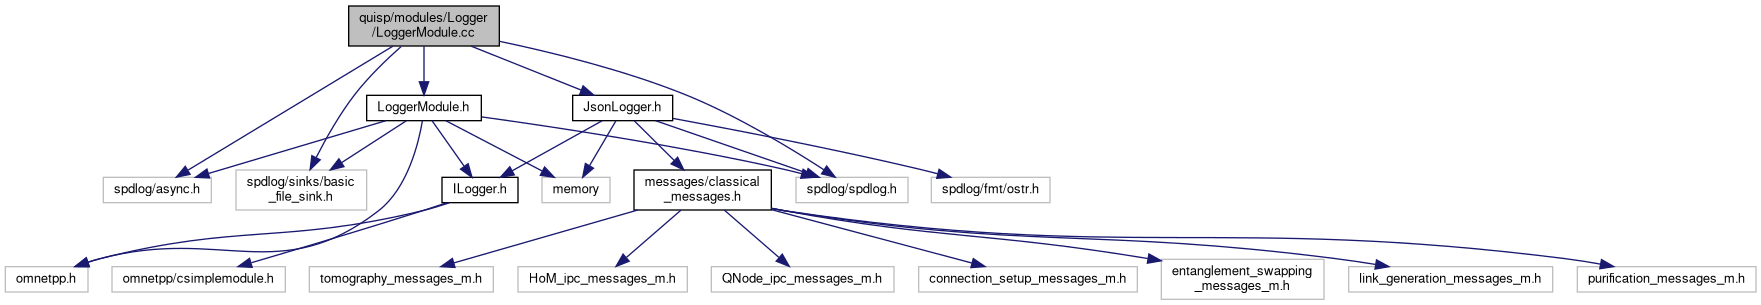 quisp/modules/Logger
/LoggerModule.cc
LoggerModule.h
JsonLogger.h
spdlog/async.h
spdlog/sinks/basic
_file_sink.h
ILogger.h
memory
messages/classical
_messages.h
spdlog/spdlog.h
spdlog/fmt/ostr.h
omnetpp.h
omnetpp/csimplemodule.h
tomography_messages_m.h
HoM_ipc_messages_m.h
QNode_ipc_messages_m.h
connection_setup_messages_m.h
entanglement_swapping
_messages_m.h
link_generation_messages_m.h
purification_messages_m.h